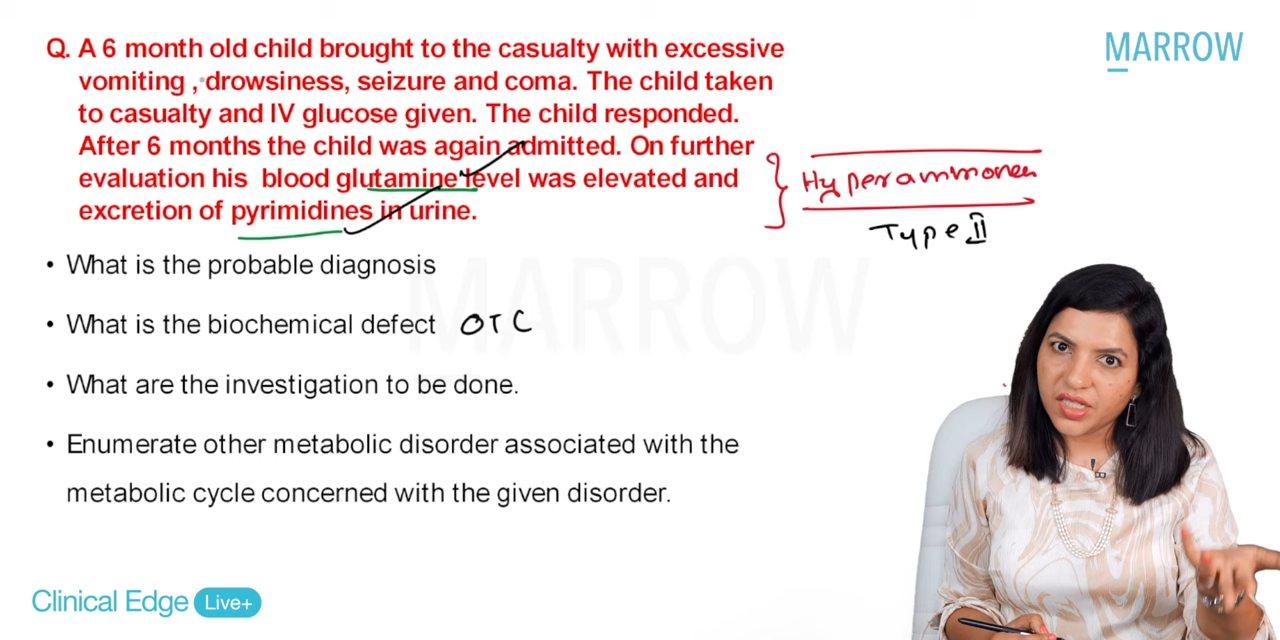 MARROW
Q. A 6 month old child brought to the casualty with excessive
vomiting , drowsiness, seizure and coma. The child taken
to casualty and IV glucose given. The child responded.
After 6 months the child was again admitted. On further
evaluation his blood glutamine level was elevated and
excretion of pyrimidines in urine.
Hyperammonemia
Type II
• What is the probable diagnosis
• What is the biochemical defect OTC
• What are the investigation to be done.
• Enumerate other metabolic disorder associated with the
metabolic cycle concerned with the given disorder.
MARROW
Clinical Edge Live+